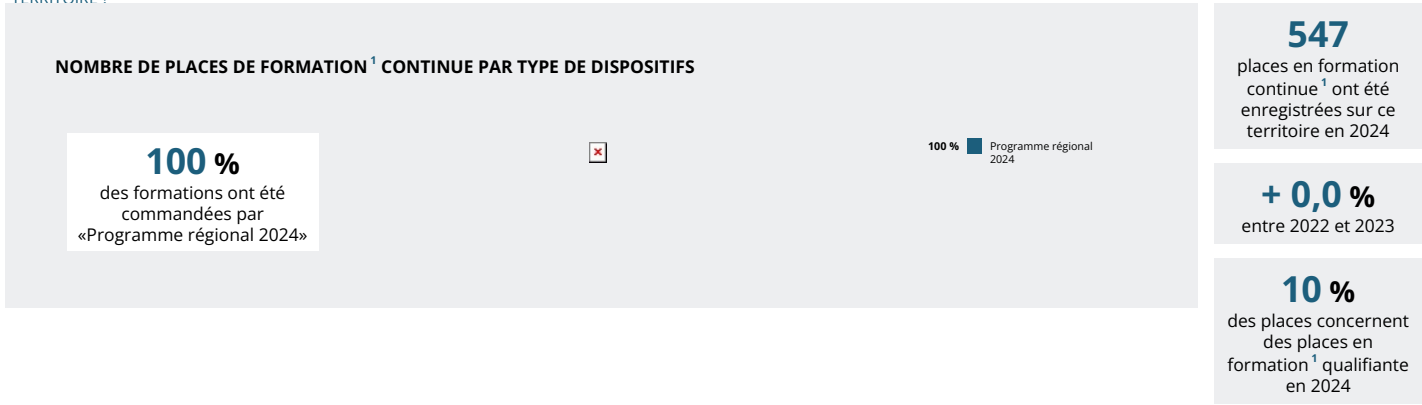 TERRITOIRE ?
NOMBRE DE PLACES DE FORMATION ¹ CONTINUE PAR TYPE DE DISPOSITIFS
100 %
des formations ont été
commandées par
«Programme régional 2024»
100 % Programme régional
2024
547
places en formation
continue ¹ ont été
enregistrées sur ce
territoire en 2024
+ 0,0 %
entre 2022 et 2023
10 %
des places concernent
des places en
formation ¹ qualifiante
en 2024